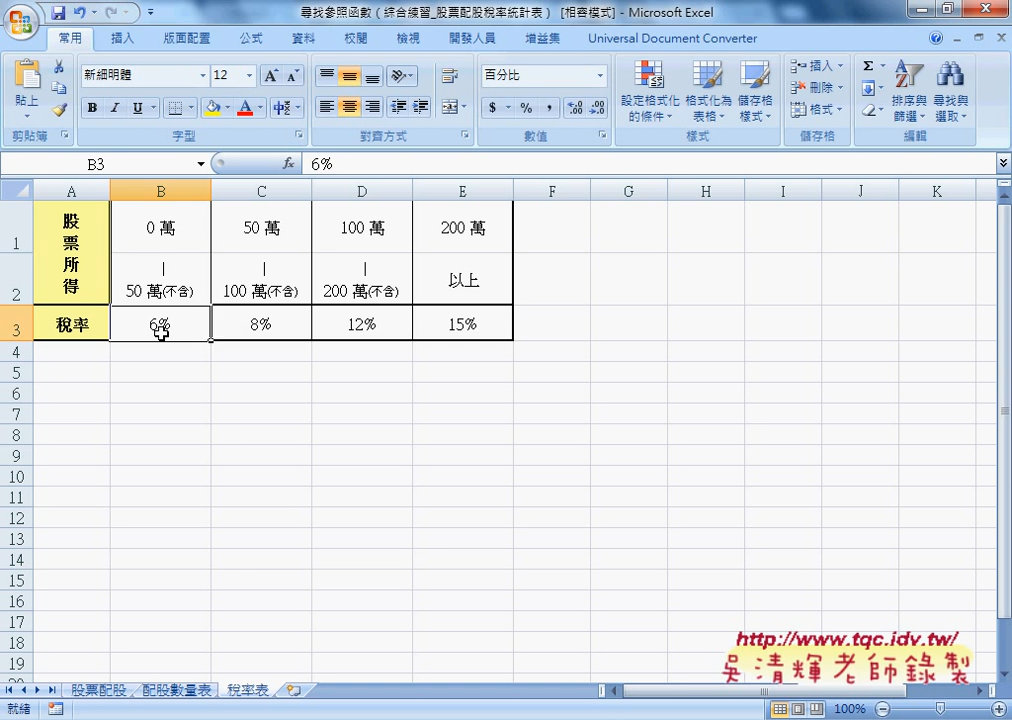 尋找參照函數（綜合練習_股票配股稅率統計表） [相容模式] - Microsoft Excel
常用 插入 版面配置 公式 資料 校閱 檢視 開發人員 增益集 Universal Document Converter
新細明體 12 百分比
貼上 設定格式化的條件 格式化為表格 儲存格樣式 插入 刪除 格式 排序與篩選 尋找與選取
剪貼簿 字型 對齊方式 數值 樣式 儲存格 編輯
B3 fx 6%
A B C D E F G H I J K
1 股票所得 0 萬 50 萬 100 萬 200 萬
2 | | | 以上
50 萬(不含) 100 萬(不含) 200 萬(不含)
3 稅率 6% 8% 12% 15%
4
5
6
7
8
9
10
11
12
13
14
15
16
17
18
19
http://www.tqc.idv.tw/
吳清輝老師錄製
股票配股 配股數量表 稅率表
就緒 100%